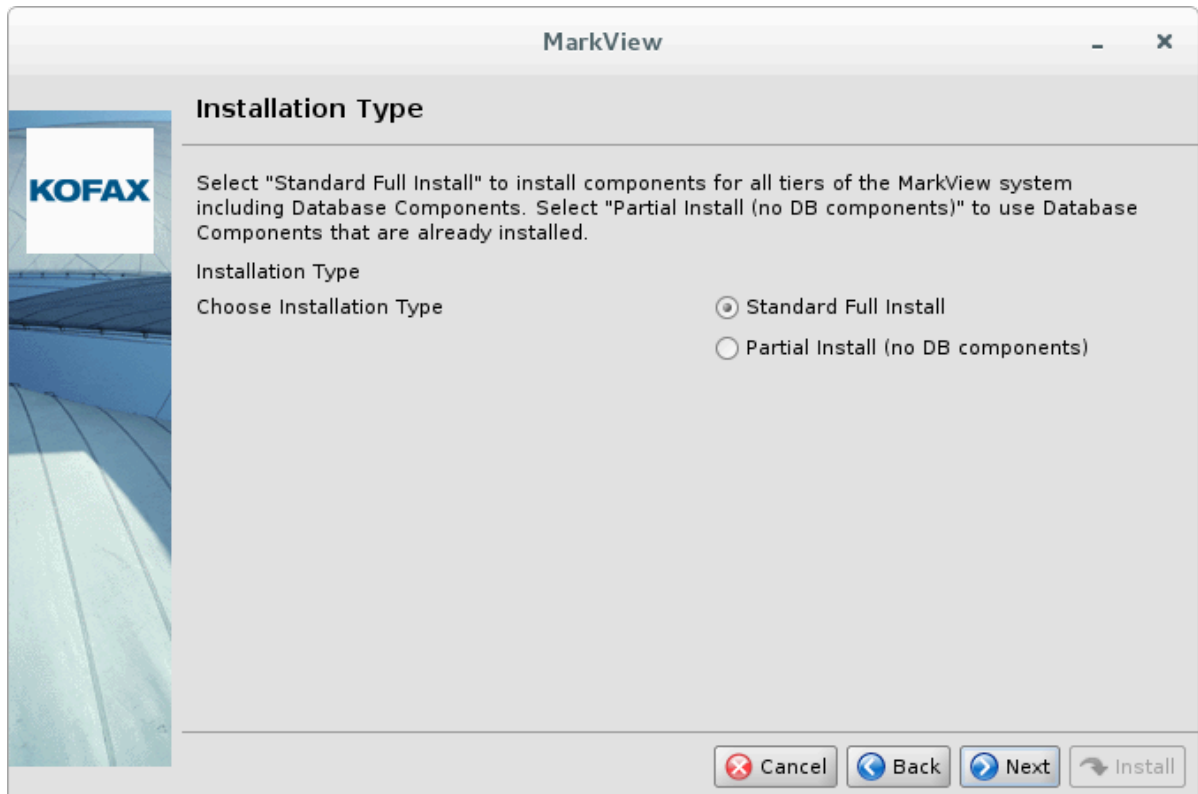 MarkView
Installation Type
KOFAX
Select "Standard Full Install" to install components for all tiers of the MarkView system
including Database Components. Select "Partial Install (no DB components)" to use Database
Components that are already installed.
Installation Type
Choose Installation Type
Standard Full Install
Partial Install (no DB components)
Cancel
Back
Next
Install